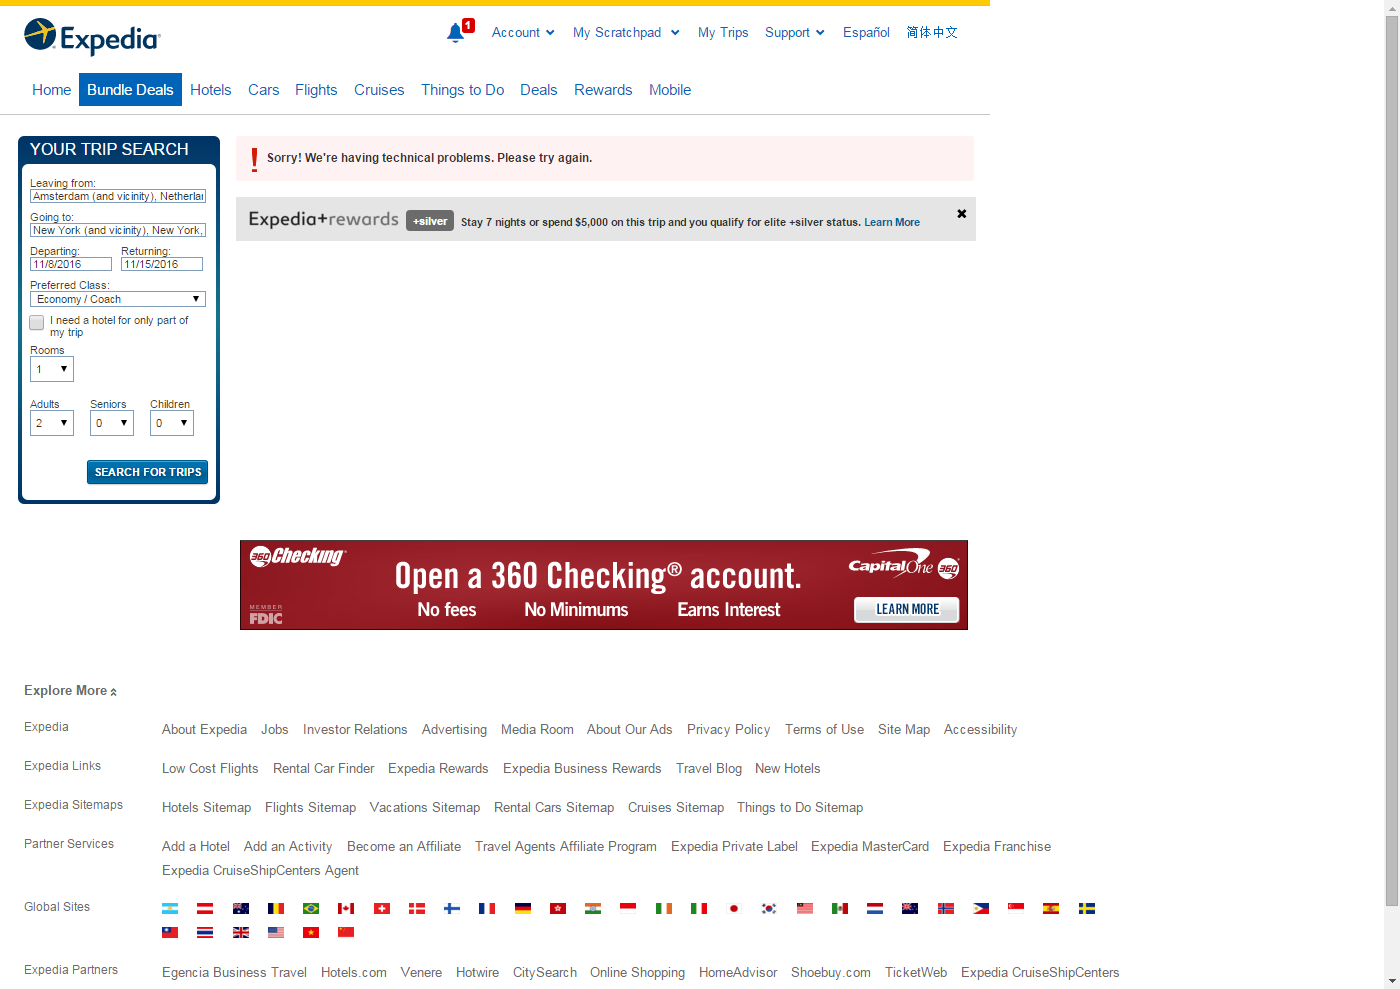 Expedia
1
Account My Scratchpad My Trips Support Español 简体中文
Home Bundle Deals Hotels Cars Flights Cruises Things to Do Deals Rewards Mobile
YOUR TRIP SEARCH
Leaving from:
Amsterdam (and vicinity), Netherlan
Going to:
New York (and vicinity), New York,
Departing: Returning:
11/8/2016 11/15/2016
Preferred Class:
Economy / Coach
I need a hotel for only part of
my trip
Rooms
1
Adults Seniors Children
2 0 0
SEARCH FOR TRIPS
Sorry! We're having technical problems. Please try again.
Expedia+rewards +silver Stay 7 nights or spend $5,000 on this trip and you qualify for elite +silver status. Learn More
360 Checking
Open a 360 Checking® account.
No fees No Minimums Earns Interest
MEMBER
FDIC
Capital One 360
LEARN MORE
Explore More
Expedia About Expedia Jobs Investor Relations Advertising Media Room About Our Ads Privacy Policy Terms of Use Site Map Accessibility
Expedia Links Low Cost Flights Rental Car Finder Expedia Rewards Expedia Business Rewards Travel Blog New Hotels
Expedia Sitemaps Hotels Sitemap Flights Sitemap Vacations Sitemap Rental Cars Sitemap Cruises Sitemap Things to Do Sitemap
Partner Services Add a Hotel Add an Activity Become an Affiliate Travel Agents Affiliate Program Expedia Private Label Expedia MasterCard Expedia Franchise
Expedia CruiseShipCenters Agent
Global Sites
Expedia Partners Egencia Business Travel Hotels.com Venere Hotwire CitySearch Online Shopping HomeAdvisor Shoebuy.com TicketWeb Expedia CruiseShipCenters